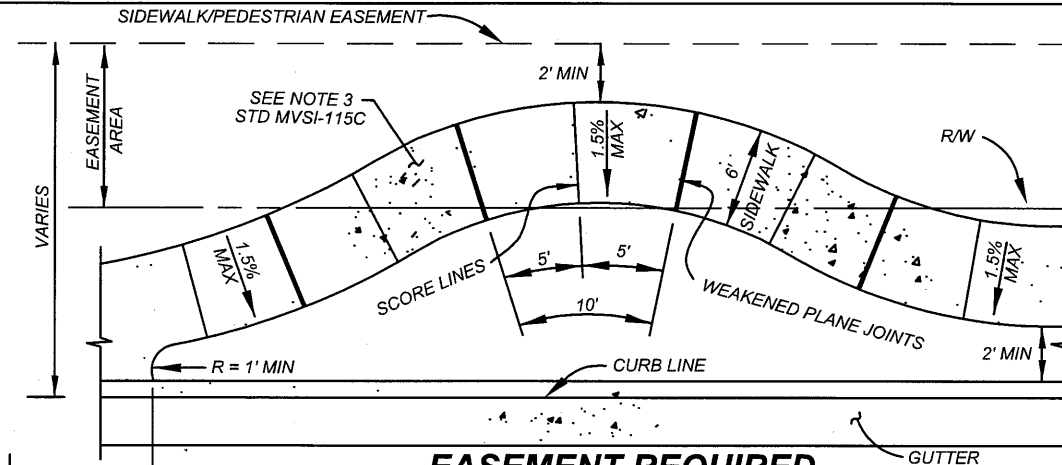 SIDEWALK/PEDESTRIAN EASEMENT
2' MIN
SEE NOTE 3
STD MVSI-115C
EASEMENT
AREA
VARIES
1.5%
MAX
R/W
6'
SIDEWALK
1.5%
MAX
1.5%
MAX
SCORE LINES
5'
5'
10'
WEAKENED PLANE JOINTS
2' MIN
R = 1' MIN
CURB LINE
GUTTER
EASEMENT REQUIRED